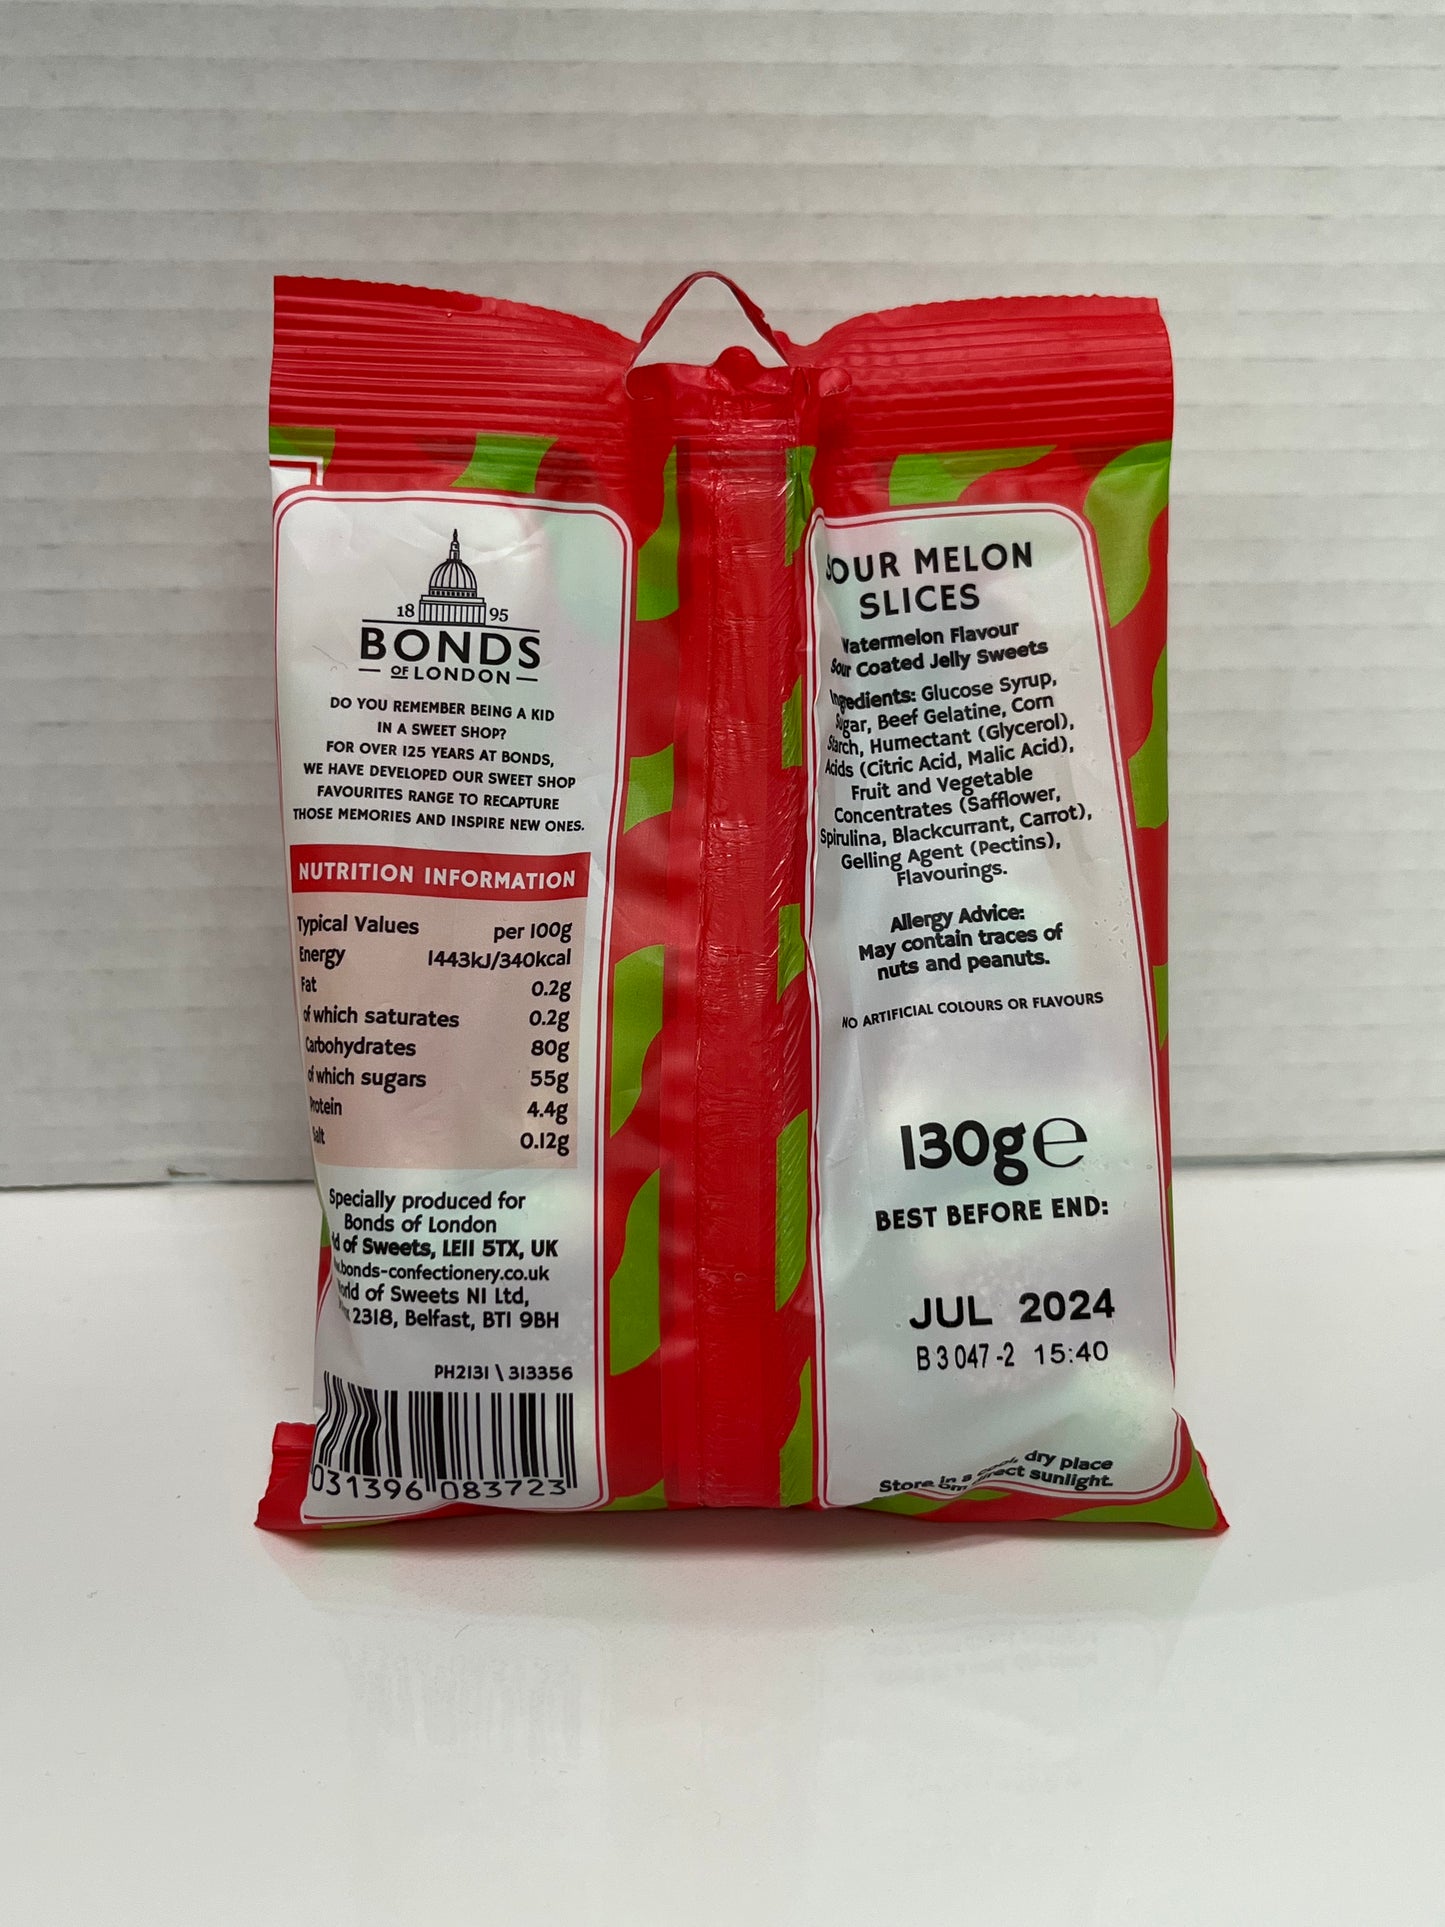 18 95
BONDS
OF LONDON
DO YOU REMEMBER BEING A KID
IN A SWEET SHOP?
FOR OVER 125 YEARS AT BONDS,
WE HAVE DEVELOPED OUR SWEET SHOP
FAVOURITES RANGE TO RECAPTURE
THOSE MEMORIES AND INSPIRE NEW ONES.
NUTRITION INFORMATION
Typical Values per 100g
Energy 1443kJ/340kcal
Fat 0.2g
of which saturates 0.2g
Carbohydrates 80g
of which sugars 55g
Protein 4.4g
Salt 0.12g
Specially produced for
Bonds of London
of Sweets, LE11 5TX, UK
.bonds-confectionery.co.uk
World of Sweets NI Ltd,
2318, Belfast, BT1 9BH
PH2131 \ 313356
031396 083723
SOUR MELON
SLICES
Watermelon Flavour
Sour Coated Jelly Sweets
Ingredients: Glucose Syrup,
Sugar, Beef Gelatine, Corn
Starch, Humectant (Glycerol),
Acids (Citric Acid, Malic Acid),
Fruit and Vegetable
Concentrates (Safflower,
Spirulina, Blackcurrant, Carrot),
Gelling Agent (Pectins),
Flavourings.
Allergy Advice:
May contain traces of
nuts and peanuts.
NO ARTIFICIAL COLOURS OR FLAVOURS
130g℮
BEST BEFORE END:
JUL 2024
B 3 047 -2 15:40
Store in a cool, dry place
direct sunlight.